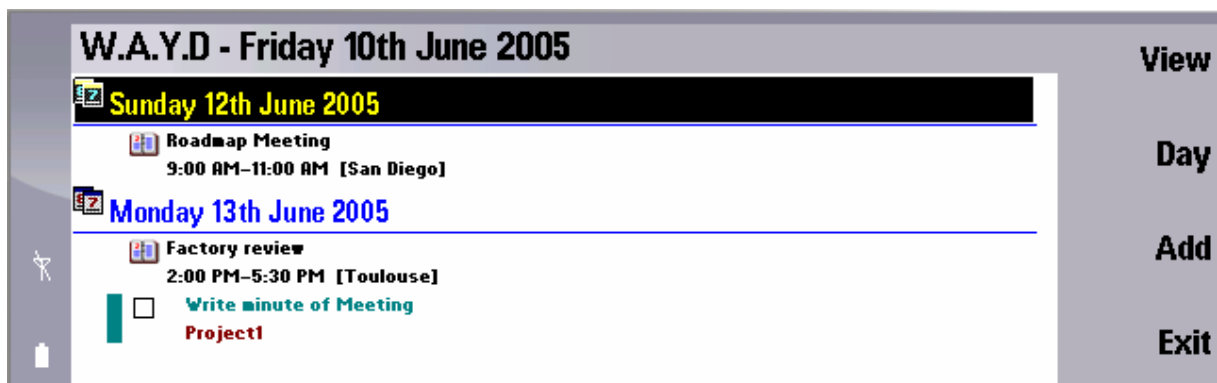 W.A.Y.D - Friday 10th June 2005
View
Sunday 12th June 2005
Roadmap Meeting
9:00 AM–11:00 AM [San Diego]
Day
Monday 13th June 2005
Factory review
2:00 PM–5:30 PM [Toulouse]
Add
Write minute of Meeting
Project1
Exit